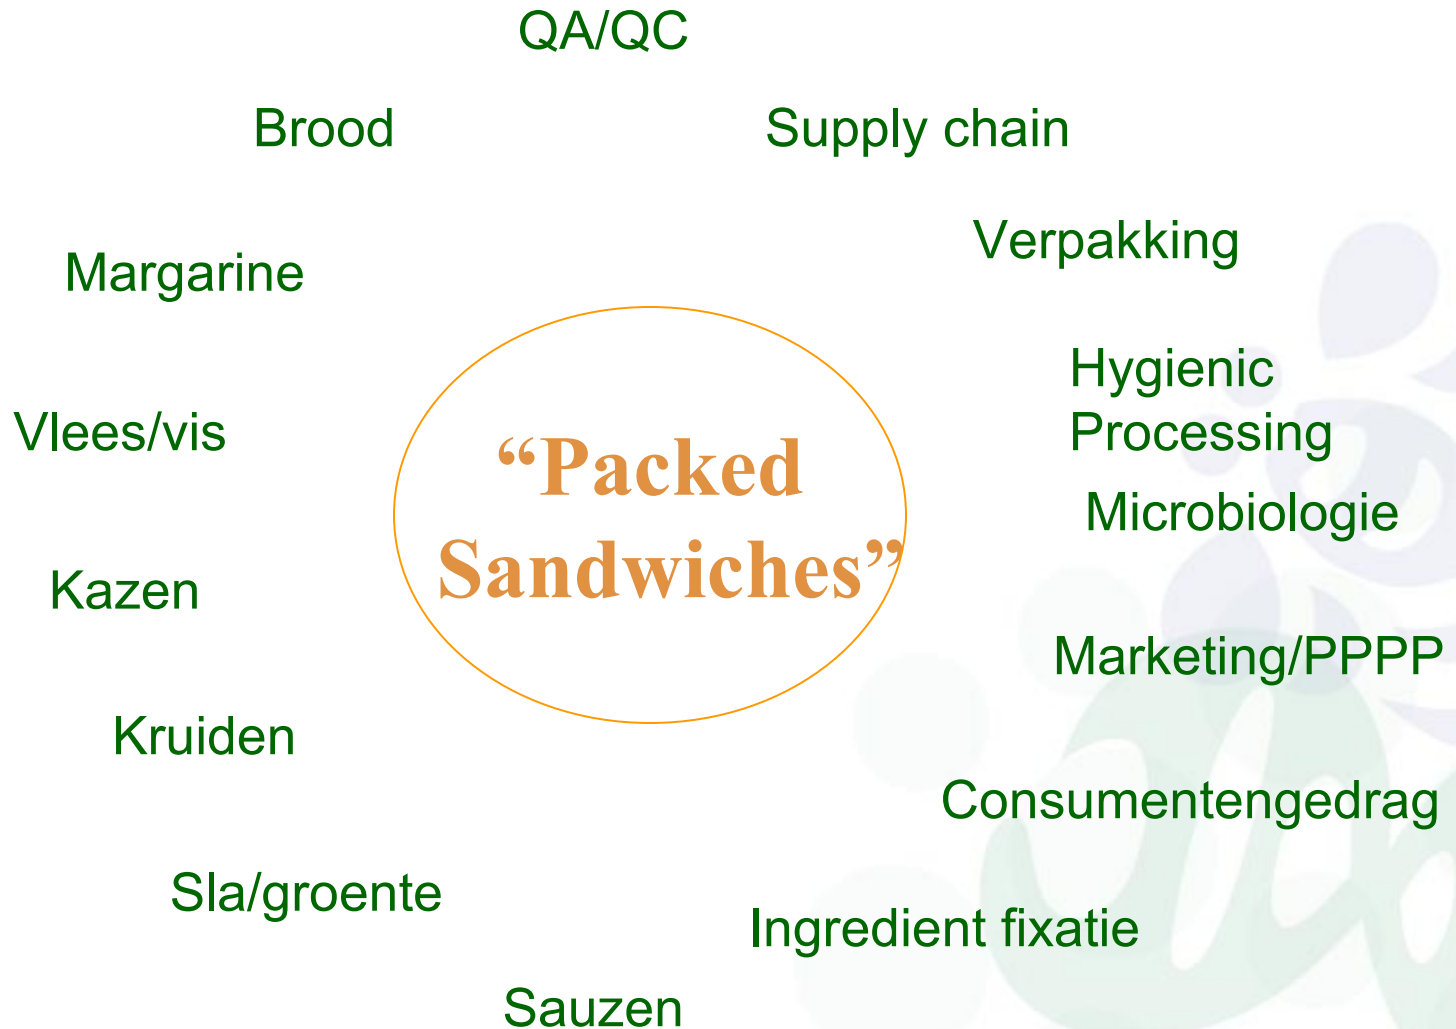 QA/QC
Brood
Supply chain
Verpakking
Margarine
Hygienic
Processing
Vlees/vis
“Packed
Sandwiches”
Microbiologie
Kazen
Marketing/PPPP
Kruiden
Consumentengedrag
Sla/groente
Ingredient fixatie
Sauzen